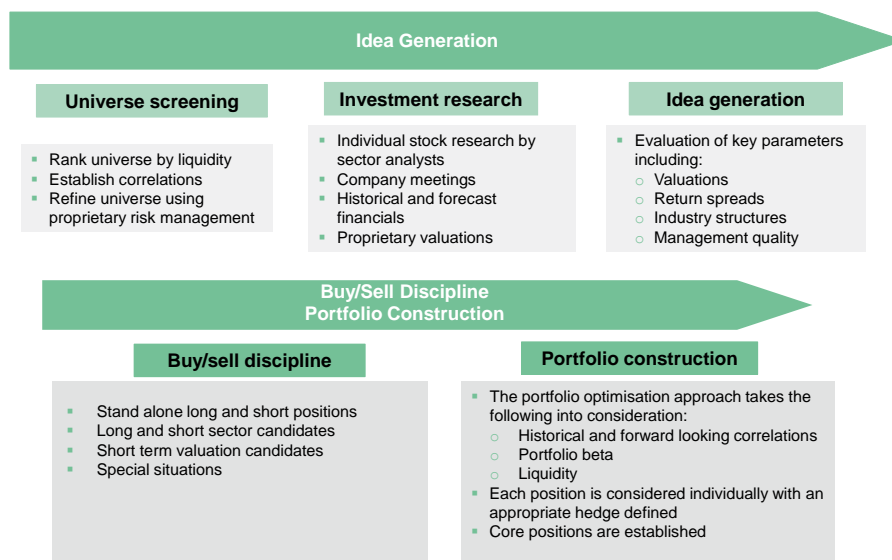 Idea Generation
Universe screening
Rank universe by liquidity
Establish correlations
Refine universe using
proprietary risk management
Investment research
Individual stock research by
sector analysts
Company meetings
Historical and forecast
financials
Proprietary valuations
Idea generation
Evaluation of key parameters
including:
Valuations
Return spreads
Industry structures
Management quality
Buy/Sell Discipline
Portfolio Construction
Buy/sell discipline
Stand alone long and short positions
Long and short sector candidates
Short term valuation candidates
Special situations
Portfolio construction
The portfolio optimisation approach takes the
following into consideration:
Historical and forward looking correlations
Portfolio beta
Liquidity
Each position is considered individually with an
appropriate hedge defined
Core positions are established